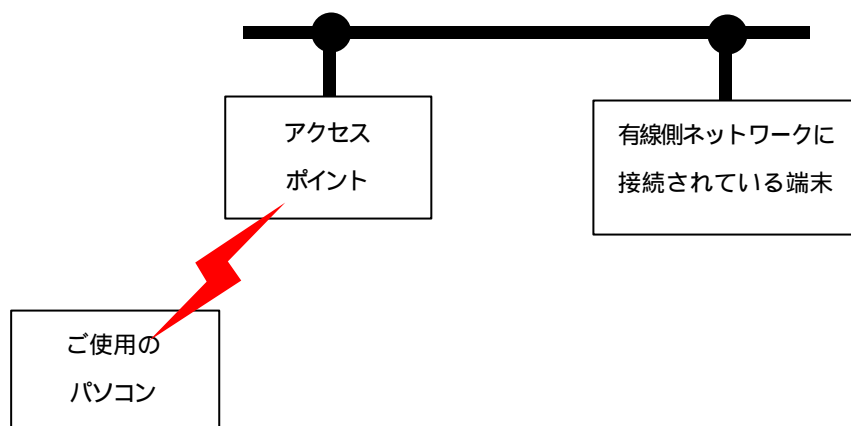 アクセス
ポイント
有線側ネットワークに
接続されている端末
ご使用の
パソコン